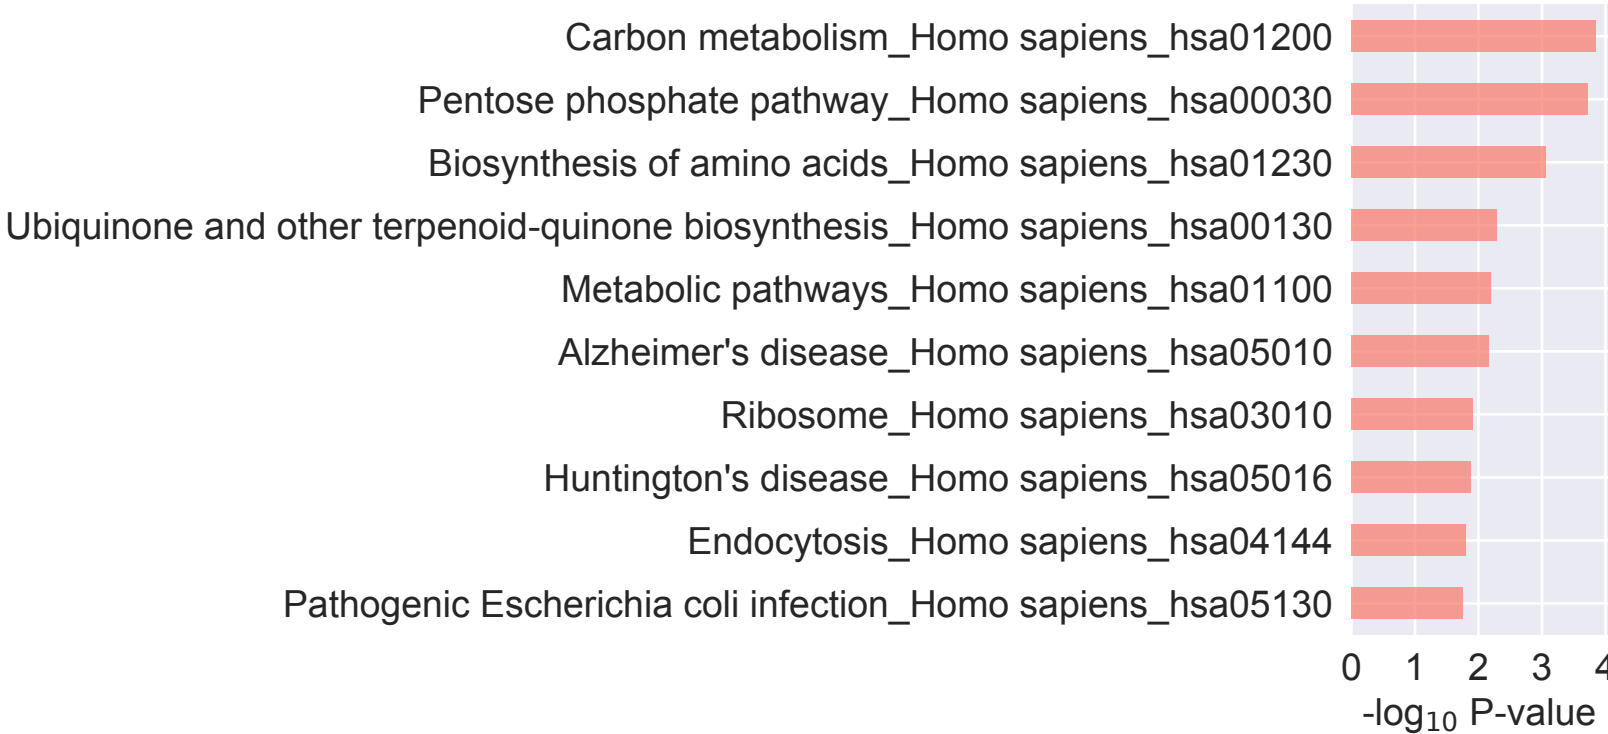 Carbon metabolism_Homo sapiens_hsa01200
Pentose phosphate pathway_Homo sapiens_hsa00030
Biosynthesis of amino acids_Homo sapiens_hsa01230
Ubiquinone and other terpenoid-quinone biosynthesis_Homo sapiens_hsa00130
Metabolic pathways_Homo sapiens_hsa01100
Alzheimer's disease_Homo sapiens_hsa05010
Ribosome_Homo sapiens_hsa03010
Huntington's disease_Homo sapiens_hsa05016
Endocytosis_Homo sapiens_hsa04144
Pathogenic Escherichia coli infection_Homo sapiens_hsa05130
0 1 2 3 4
-log₁₀ P-value